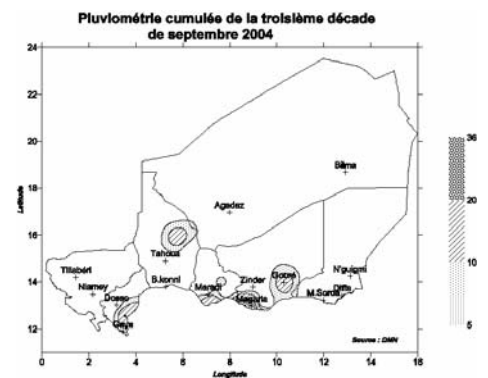 Pluviométrie cumulée de la troisième décade
de septembre 2004
24
22
20
18
16
14
12
Latitude
Bilma
Agadez
Tahoua
Tillabéri
Niamey
Dosso
B.konni
Maradi
Zinder
Magaria
Goure
N'guigmi
M.Soroa
Diffa
Gaya
Source : DMN
0 2 4 6 8 10 12 14 16
Longitude
36
20
10
5